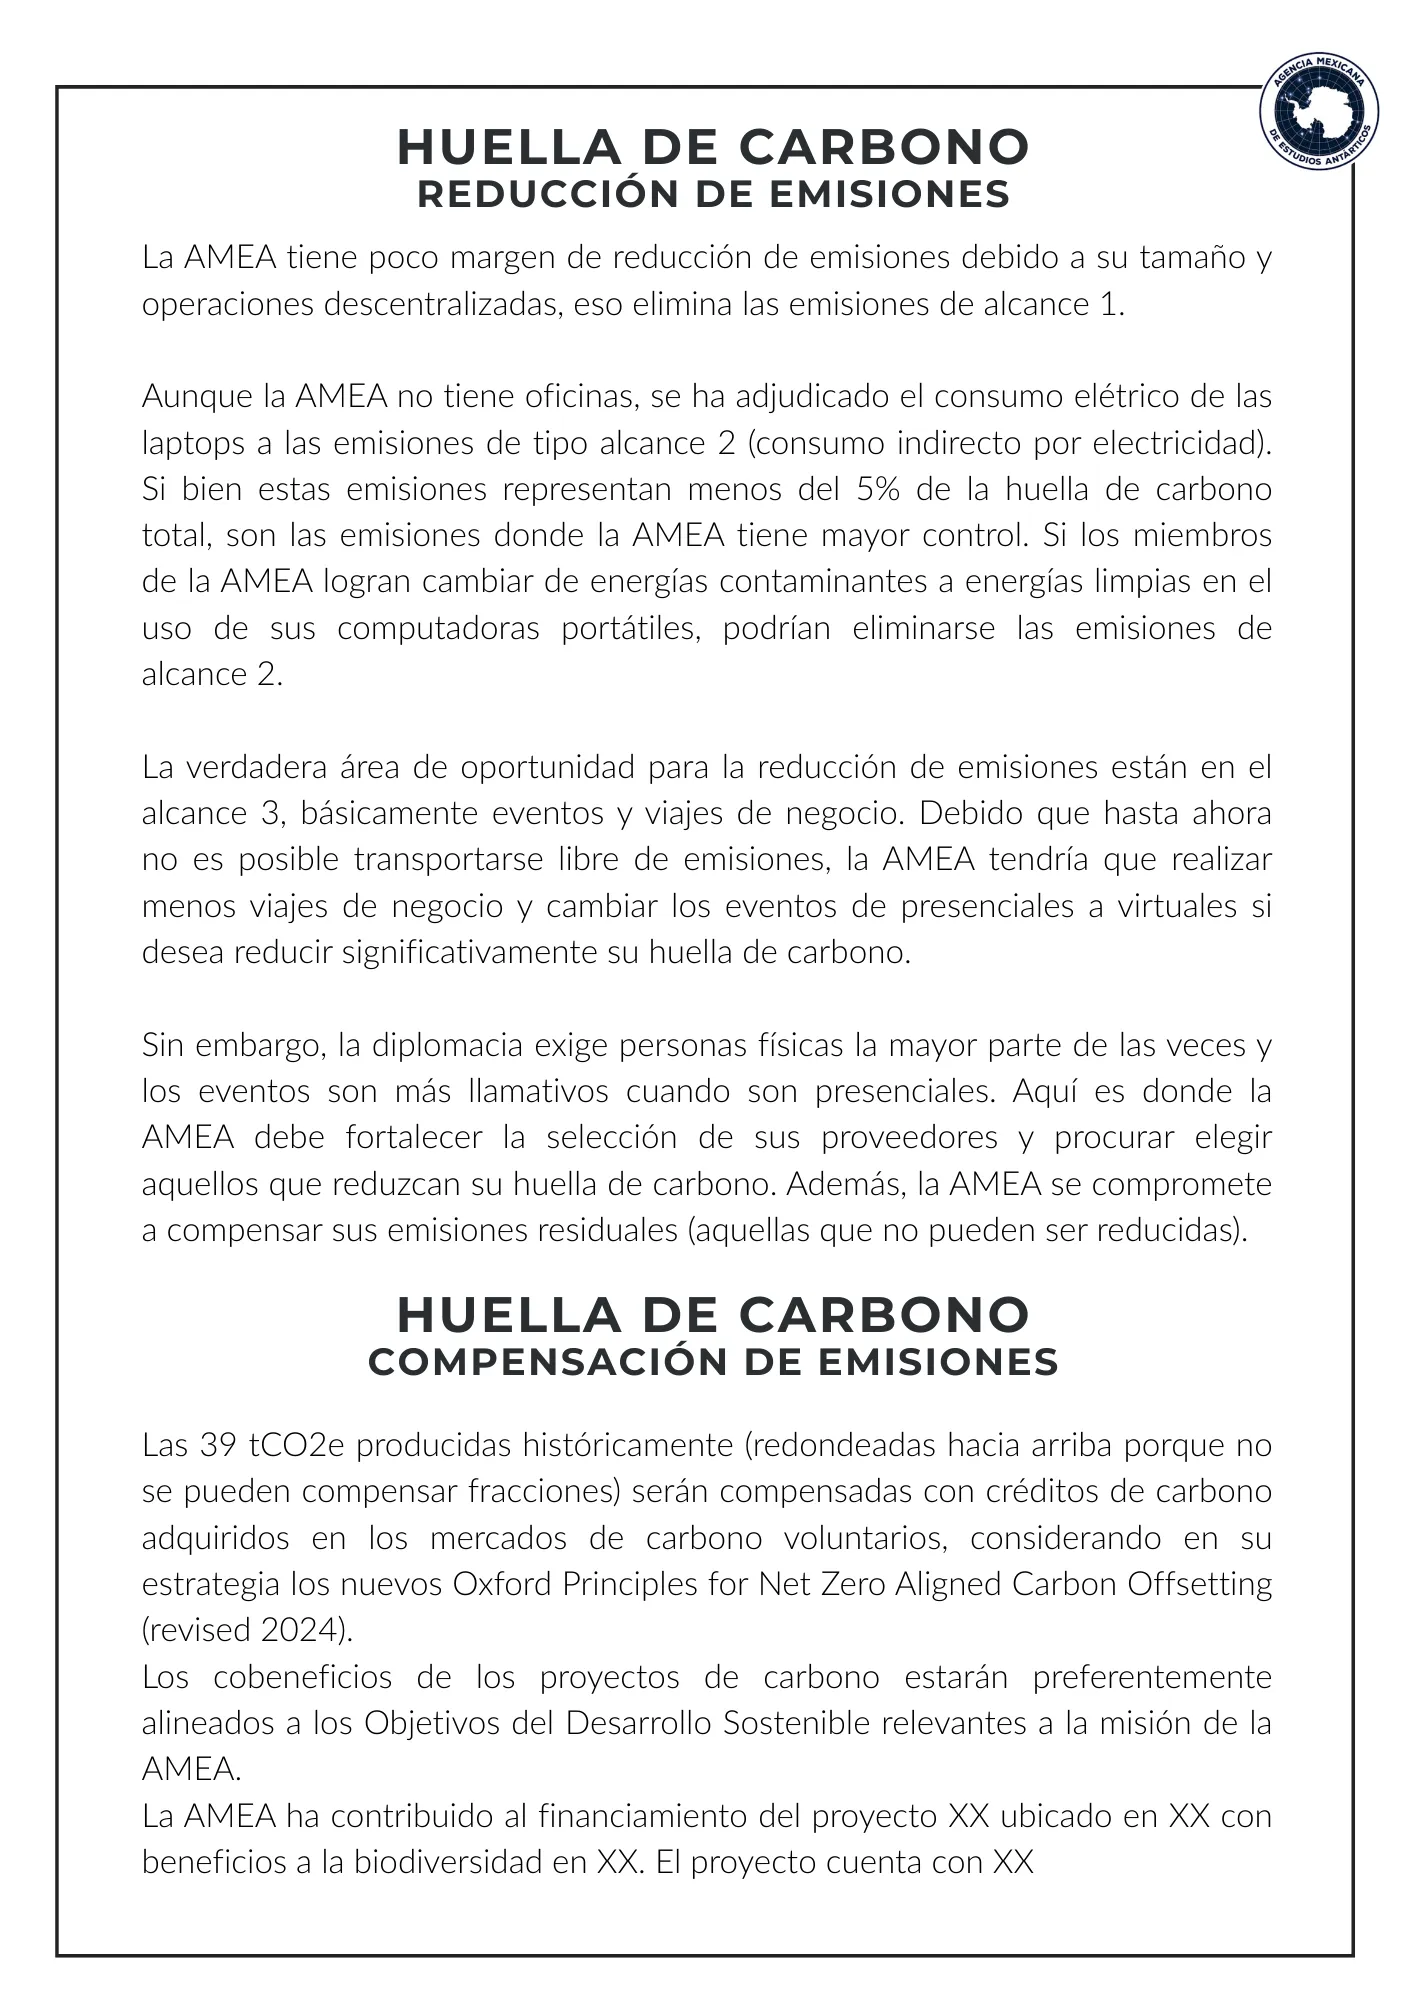 AGENCIA MEXICANA
DE ESTUDIOS ANTÁRTICOS
HUELLA DE CARBONO
REDUCCIÓN DE EMISIONES
La AMEA tiene poco margen de reducción de emisiones debido a su tamaño y
operaciones descentralizadas, eso elimina las emisiones de alcance 1.
Aunque la AMEA no tiene oficinas, se ha adjudicado el consumo elétrico de las
laptops a las emisiones de tipo alcance 2 (consumo indirecto por electricidad).
Si bien estas emisiones representan menos del 5% de la huella de carbono
total, son las emisiones donde la AMEA tiene mayor control. Si los miembros
de la AMEA logran cambiar de energías contaminantes a energías limpias en el
uso de sus computadoras portátiles, podrían eliminarse las emisiones de
alcance 2.
La verdadera área de oportunidad para la reducción de emisiones están en el
alcance 3, básicamente eventos y viajes de negocio. Debido que hasta ahora
no es posible transportarse libre de emisiones, la AMEA tendría que realizar
menos viajes de negocio y cambiar los eventos de presenciales a virtuales si
desea reducir significativamente su huella de carbono.
Sin embargo, la diplomacia exige personas físicas la mayor parte de las veces y
los eventos son más llamativos cuando son presenciales. Aquí es donde la
AMEA debe fortalecer la selección de sus proveedores y procurar elegir
aquellos que reduzcan su huella de carbono. Además, la AMEA se compromete
a compensar sus emisiones residuales (aquellas que no pueden ser reducidas).
HUELLA DE CARBONO
COMPENSACIÓN DE EMISIONES
Las 39 tCO2e producidas históricamente (redondeadas hacia arriba porque no
se pueden compensar fracciones) serán compensadas con créditos de carbono
adquiridos en los mercados de carbono voluntarios, considerando en su
estrategia los nuevos Oxford Principles for Net Zero Aligned Carbon Offsetting
(revised 2024).
Los cobeneficios de los proyectos de carbono estarán preferentemente
alineados a los Objetivos del Desarrollo Sostenible relevantes a la misión de la
AMEA.
La AMEA ha contribuido al financiamiento del proyecto XX ubicado en XX con
beneficios a la biodiversidad en XX. El proyecto cuenta con XX